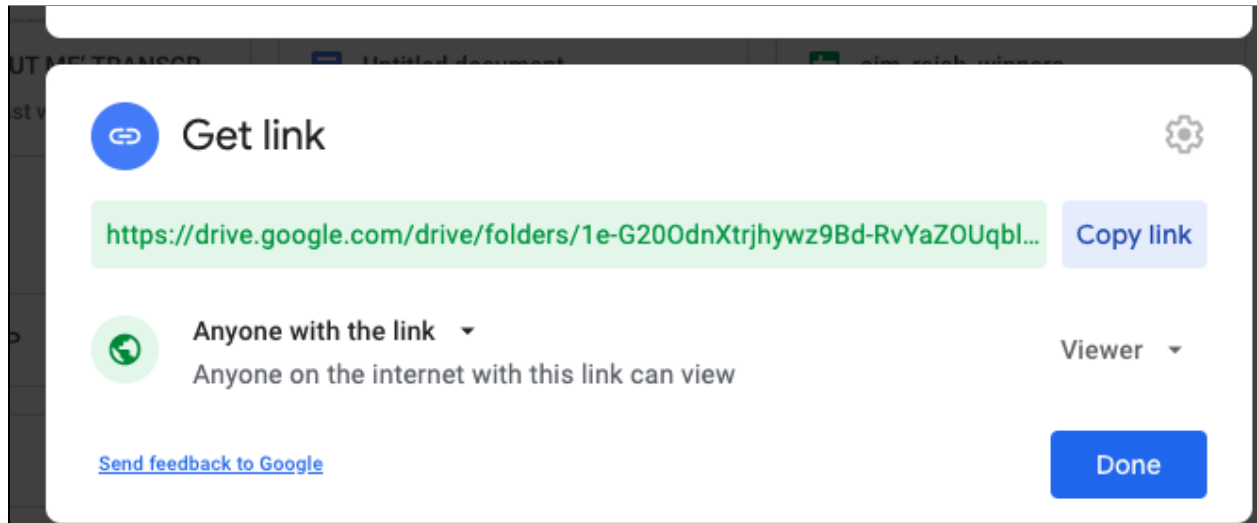 Get link
https://drive.google.com/drive/folders/1e-G20OdnXtrjhywz9Bd-RvYaZOUqbl...
Copy link
Anyone with the link
Viewer
Anyone on the internet with this link can view
Send feedback to Google
Done